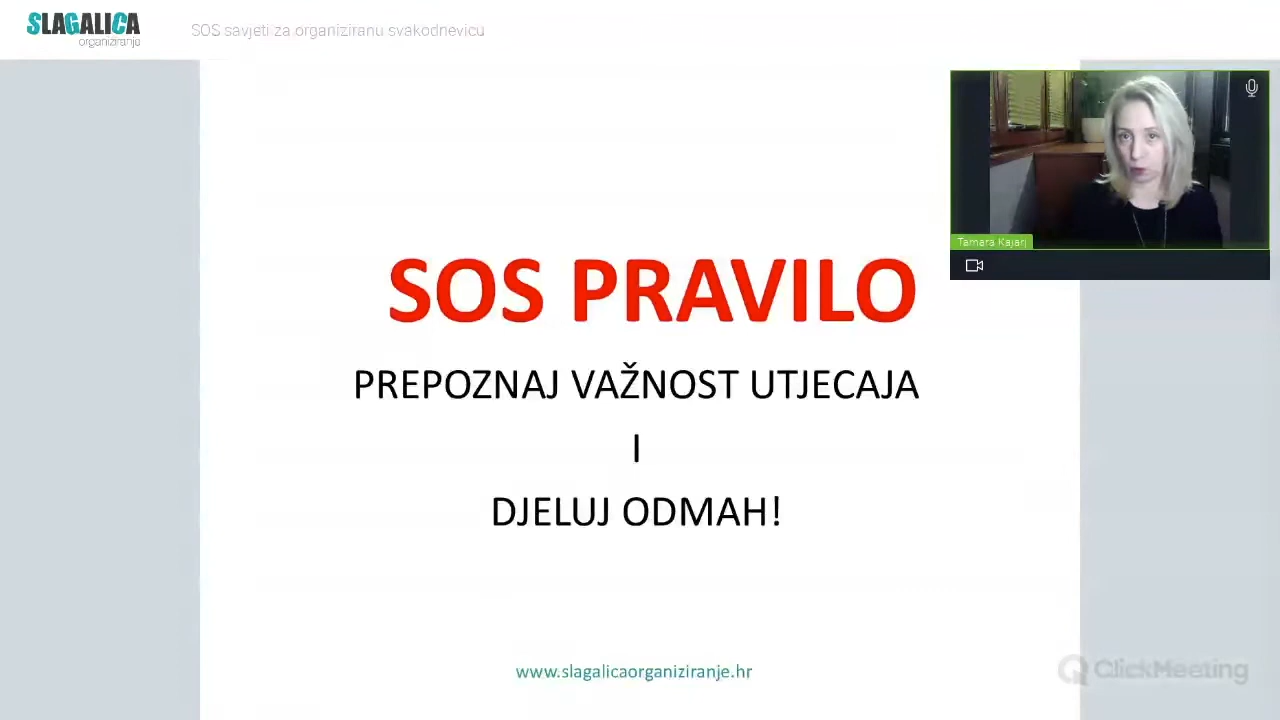 SLAGALICA
organiziranje
SOS savjeti za organiziranu svakodnevicu
Tamara Kajari
SOS PRAVILO
PREPOZNAJ VAŽNOST UTJECAJA
I
DJELUJ ODMAH!
www.slagalicaorganiziranje.hr
ClickMeeting